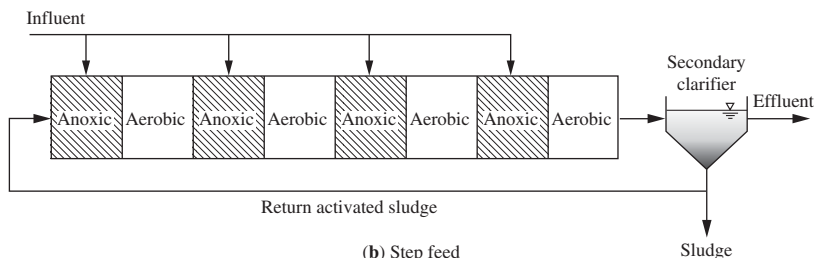 Influent
Secondary
clarifier
Effluent
Anoxic Aerobic Anoxic Aerobic Anoxic Aerobic Anoxic Aerobic
Return activated sludge
(b) Step feed
Sludge